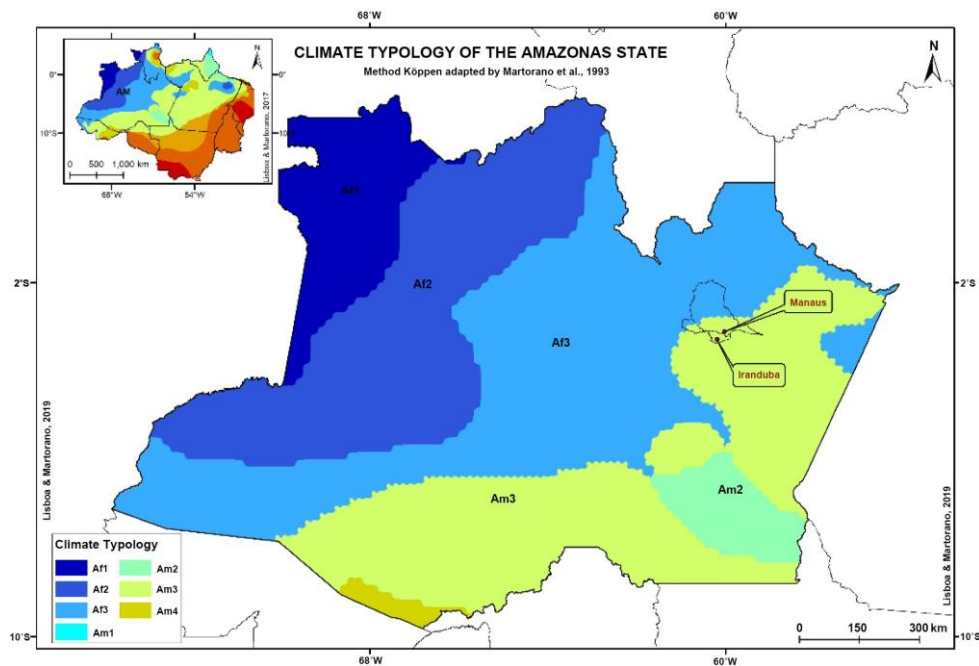 68°W
60°W
CLIMATE TYPOLOGY OF THE AMAZONAS STATE
Method Köppen adapted by Martorano et al., 1993
N
N
0°
0°
AM
10°S
10°S
0 500 1,000 km
68°W
54°W
Lisboa & Martorano, 2017
Af1
2°S
Af2
2°S
Manaus
Af3
Iranduba
Am3
Am2
Lisboa & Martorano, 2019
Lisboa & Martorano, 2019
Climate Typology
Af1
Am2
Af2
Am3
Af3
Am4
Am1
0 150 300 km
10°S
10°S
68°W
60°W